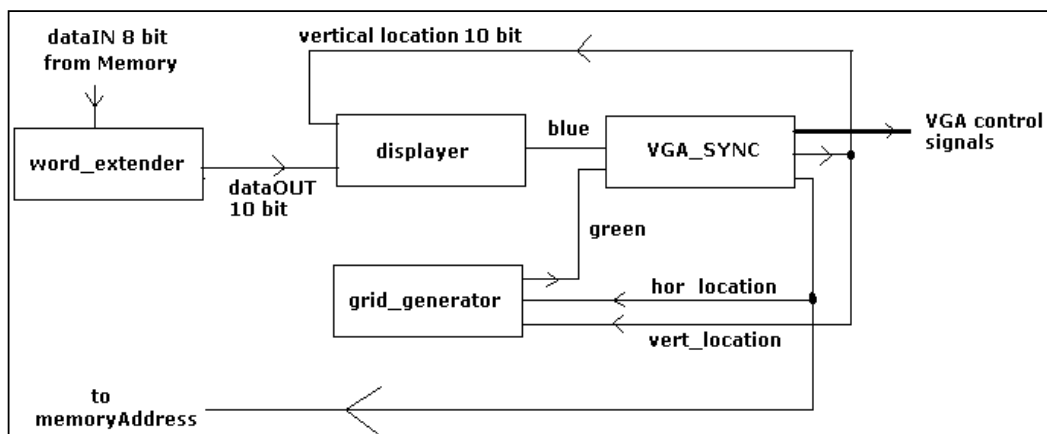 dataIN 8 bit
from Memory
vertical location 10 bit
word_extender
dataOUT
10 bit
displayer
blue
VGA_SYNC
VGA control
signals
green
grid_generator
hor_location
vert_location
to
memoryAddress